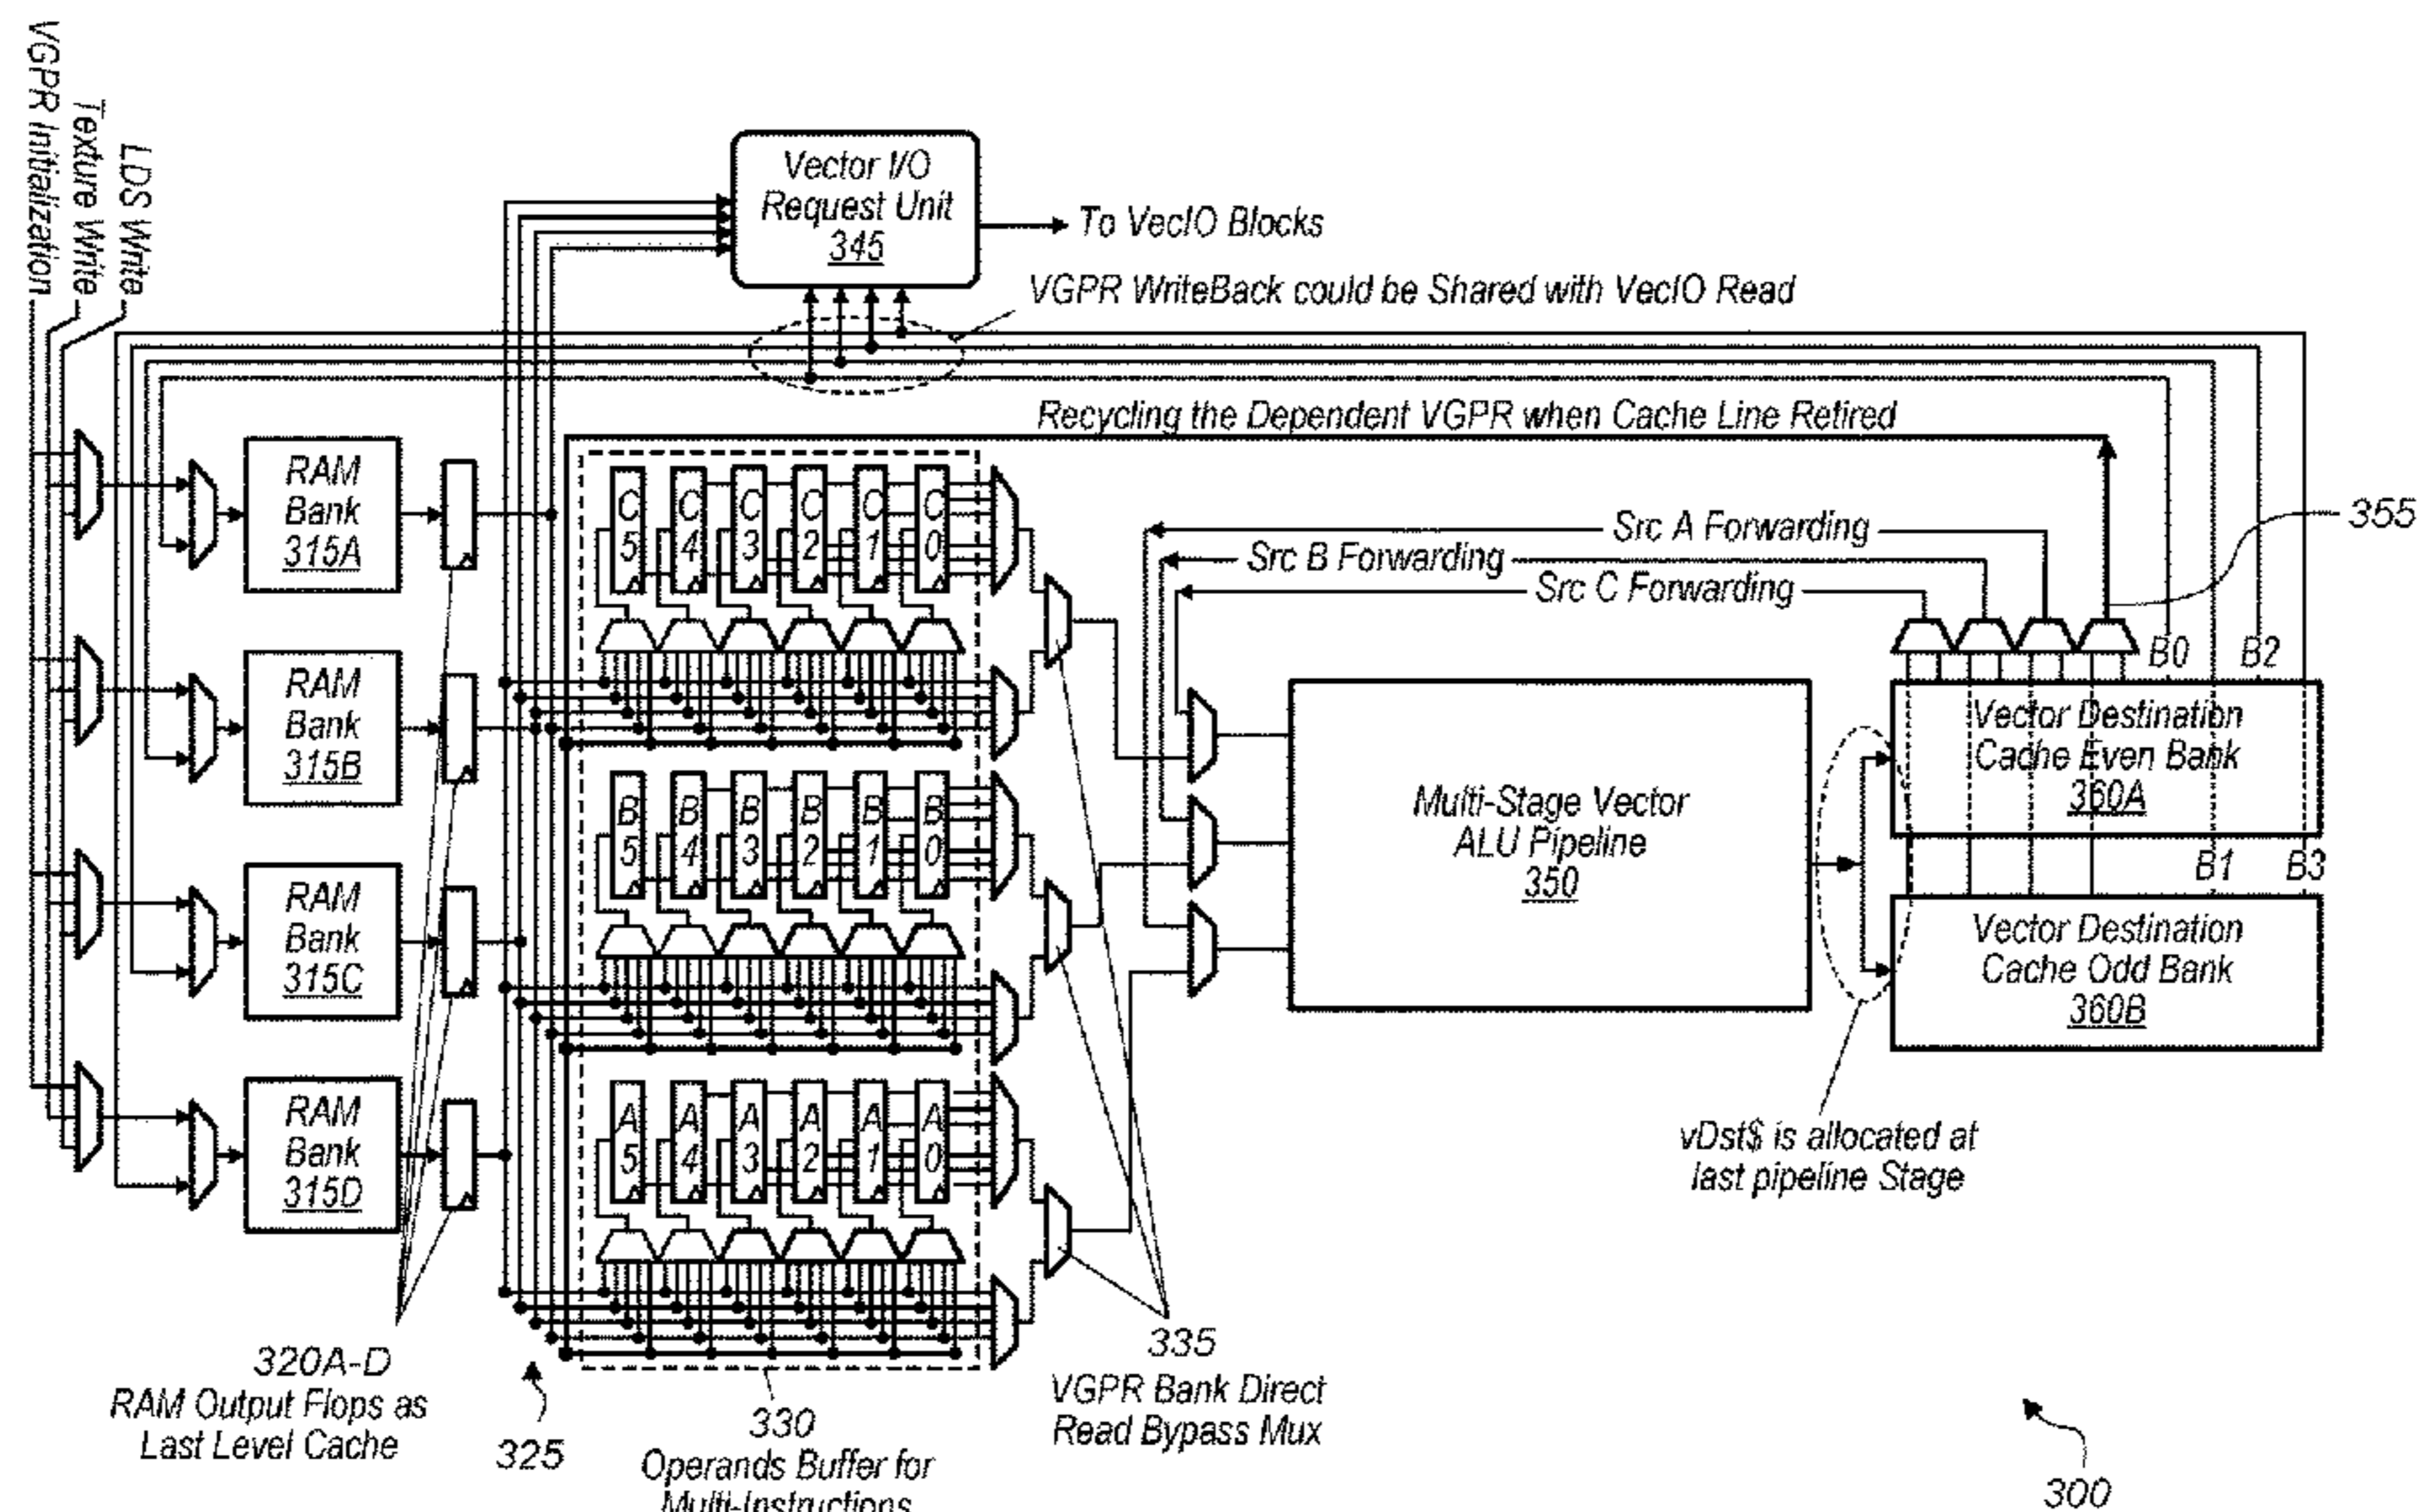 VGPR Initialization
Texture Write
LDS Write
Vector I/O
Request Unit
345
To VecIO Blocks
VGPR WriteBack could be Shared with VecIO Read
Recycling the Dependent VGPR when Cache Line Retired
RAM
Bank
315A
RAM
Bank
315B
RAM
Bank
315C
RAM
Bank
315D
C5 C4 C3 C2 C1 C0
B5 B4 B3 B2 B1 B0
A5 A4 A3 A2 A1 A0
Src A Forwarding
Src B Forwarding
Src C Forwarding
355
B0 B2
Vector Destination
Cache Even Bank
360A
B1 B3
Vector Destination
Cache Odd Bank
360B
Multi-Stage Vector
ALU Pipeline
350
vDst$ is allocated at
last pipeline Stage
320A-D
RAM Output Flops as
Last Level Cache
325
330
Operands Buffer for
Multi-Instructions
335
VGPR Bank Direct
Read Bypass Mux
300